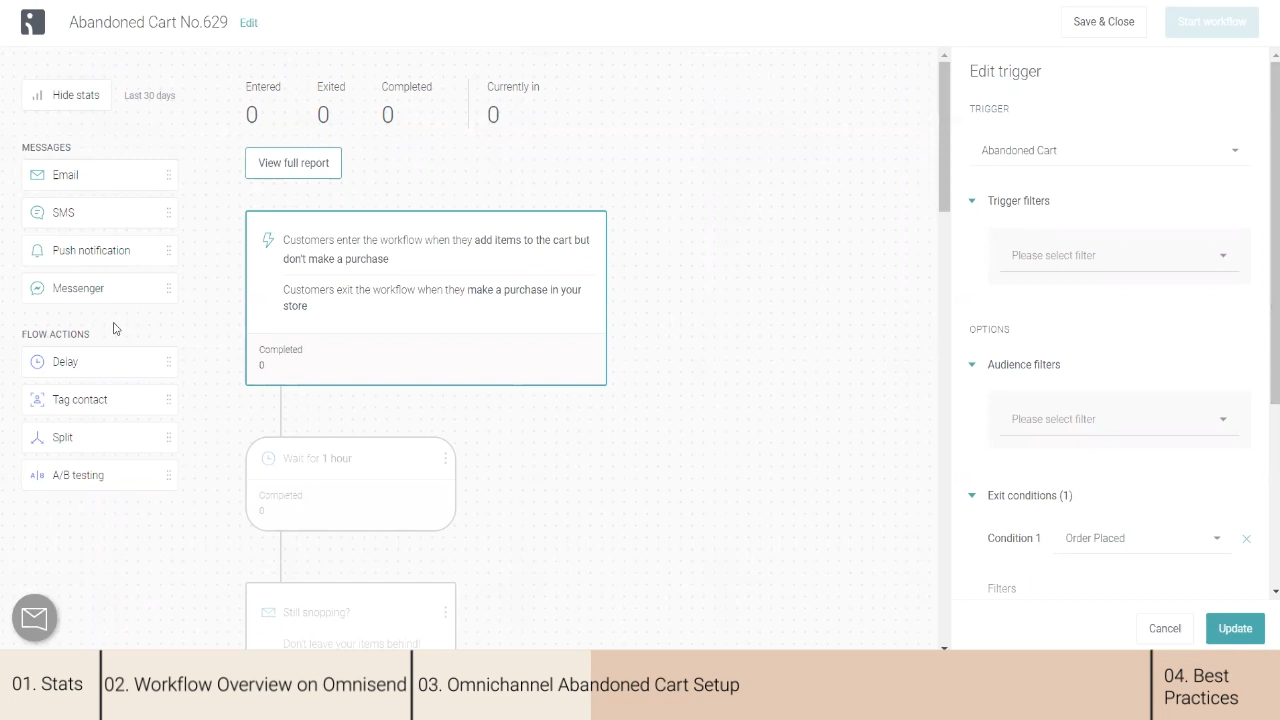 Abandoned Cart No.629 Edit
Save & Close
Start workflow
Hide stats
Last 30 days
MESSAGES
Email
SMS
Push notification
Messenger
FLOW ACTIONS
Delay
Tag contact
Split
A/B testing
Entered Exited Completed Currently in
0 0 0 0
View full report
Customers enter the workflow when they add items to the cart but
don't make a purchase
Customers exit the workflow when they make a purchase in your
store
Completed
0
Wait for 1 hour
Completed
0
Still shopping?
Don't leave your items behind!
Edit trigger
TRIGGER
Abandoned Cart
Trigger filters
Please select filter
OPTIONS
Audience filters
Please select filter
Exit conditions (1)
Condition 1 Order Placed
Filters
Cancel Update
01. Stats
02. Workflow Overview on Omnisend
03. Omnichannel Abandoned Cart Setup
04. Best
Practices